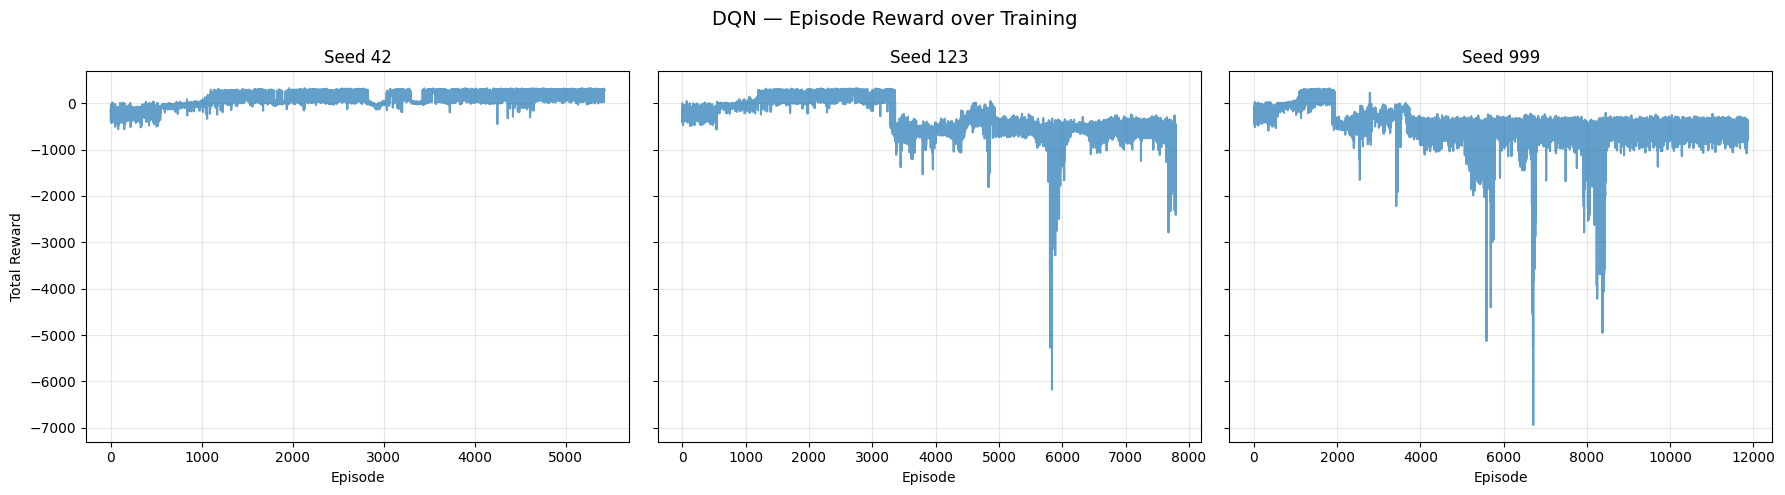 DQN — Episode Reward over Training
Seed 42
Seed 123
Seed 999
Total Reward
0
−1000
−2000
−3000
−4000
−5000
−6000
−7000
0 1000 2000 3000 4000 5000
0 1000 2000 3000 4000 5000 6000 7000 8000
0 2000 4000 6000 8000 10000 12000
Episode
Episode
Episode